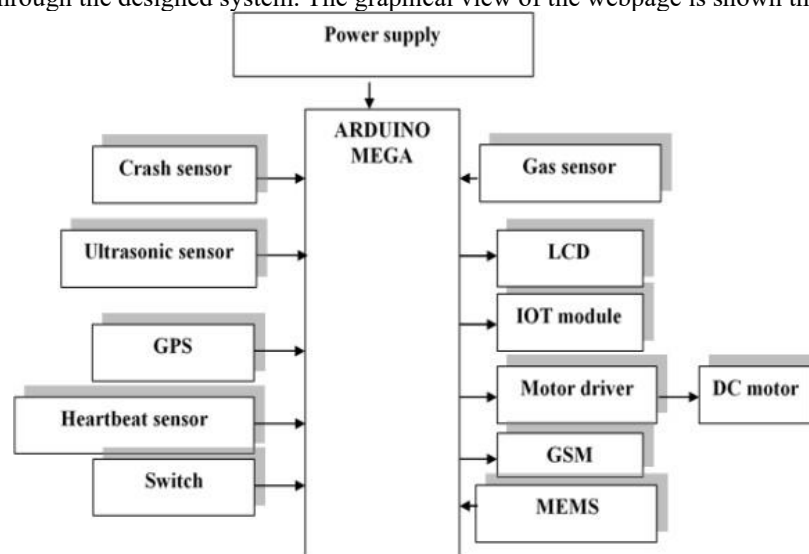 through the designed system. The graphical view of the webpage is shown th
Power supply
ARDUINO
MEGA
Crash sensor
Gas sensor
Ultrasonic sensor
LCD
IOT module
GPS
Motor driver
DC motor
Heartbeat sensor
GSM
Switch
MEMS